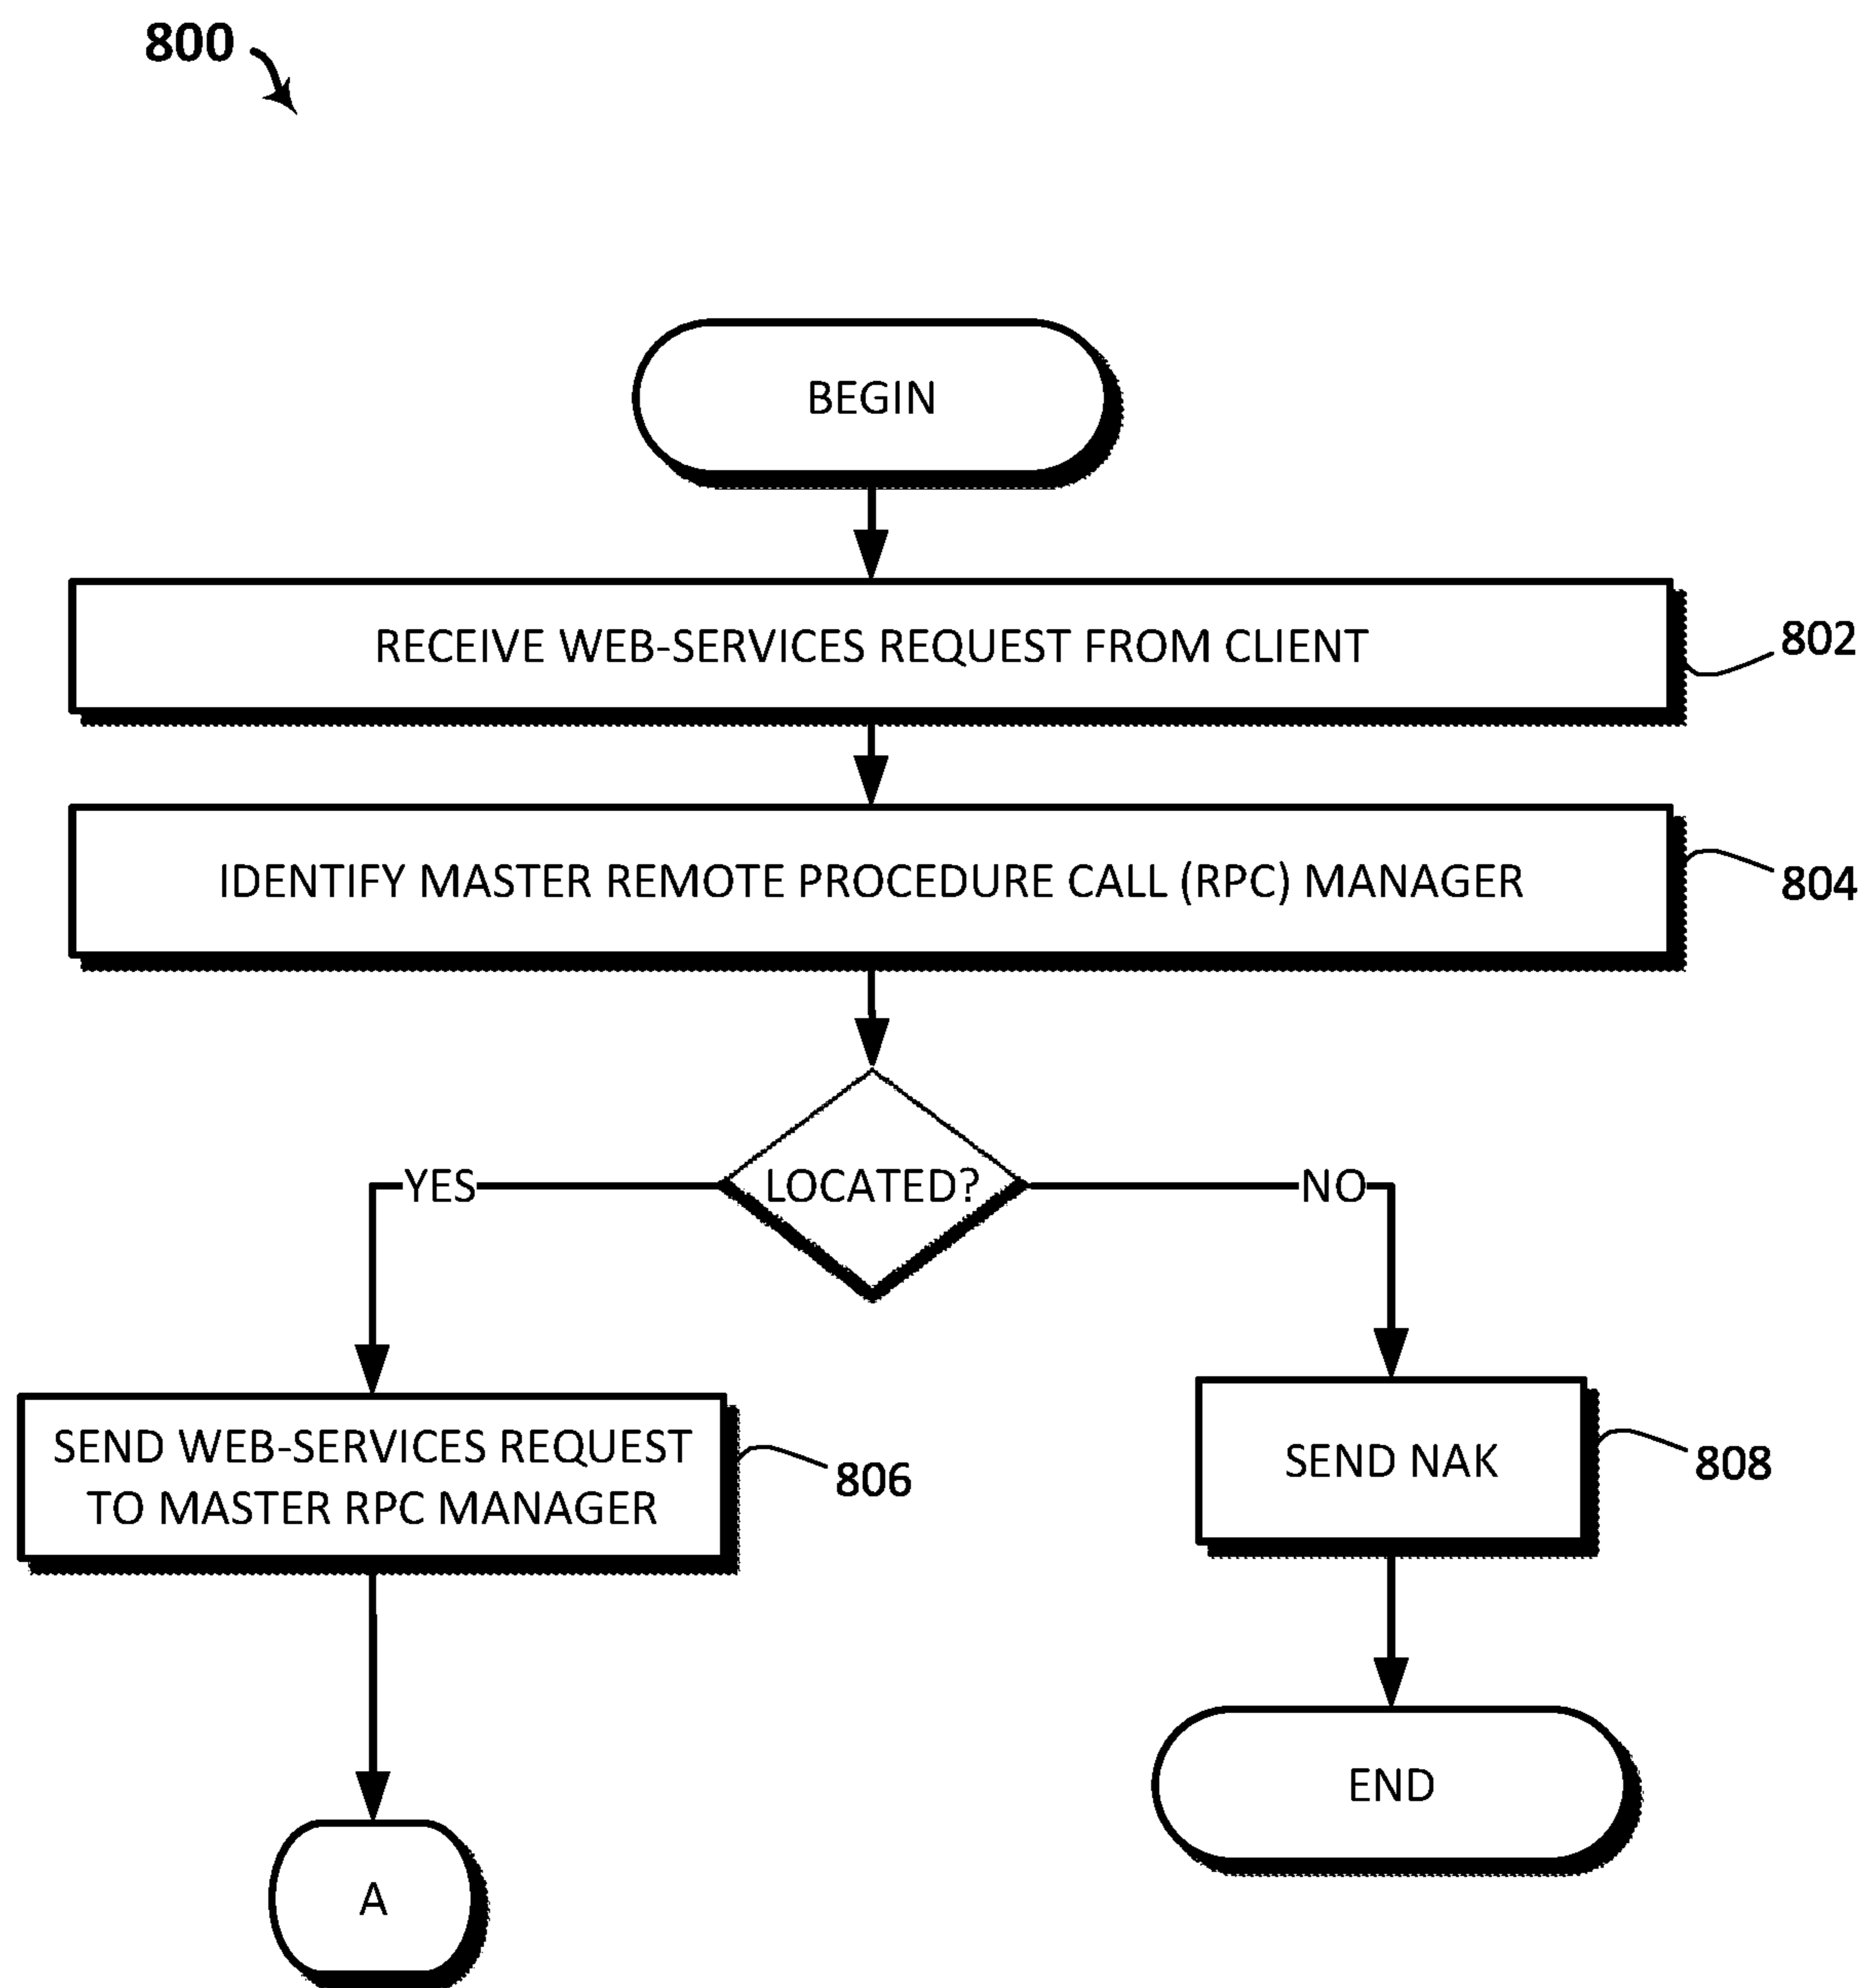 800
BEGIN
RECEIVE WEB-SERVICES REQUEST FROM CLIENT
802
IDENTIFY MASTER REMOTE PROCEDURE CALL (RPC) MANAGER
804
LOCATED?
YES
NO
SEND WEB-SERVICES REQUEST
TO MASTER RPC MANAGER
806
SEND NAK
808
END
A